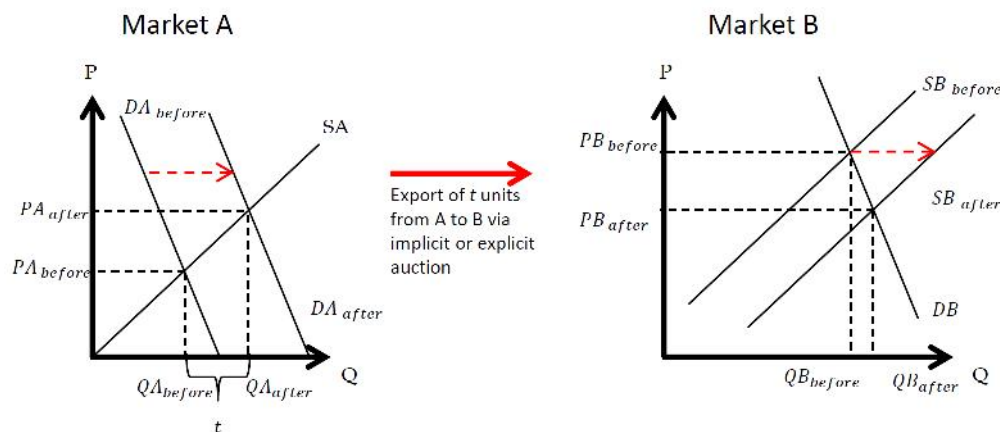 Market A
Market B
P
DA before
SA
PA after
PA before
DA after
QA before
QA after
Q
t
Export of t units
from A to B via
implicit or explicit
auction
P
SB before
PB before
SB after
PB after
DB
QB before
QB after
Q